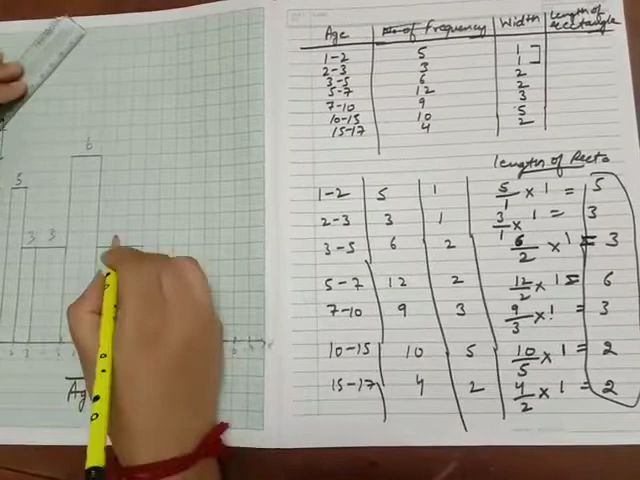 Age Frequency Width Length of rectangle
1-2 5 1
2-3 3 1
3-5 6 2
5-7 12 2
7-10 9 3
10-15 10 5
15-17 4 2
length of Recta
1-2 5 1 5/1 x 1 = 5
2-3 3 1 3/1 x 1 = 3
3-5 6 2 6/2 x 1 = 3
5-7 12 2 12/2 x 1 = 6
7-10 9 3 9/3 x 1 = 3
10-15 10 5 10/5 x 1 = 2
15-17 4 2 4/2 x 1 = 2
6
5
3 3
Ag